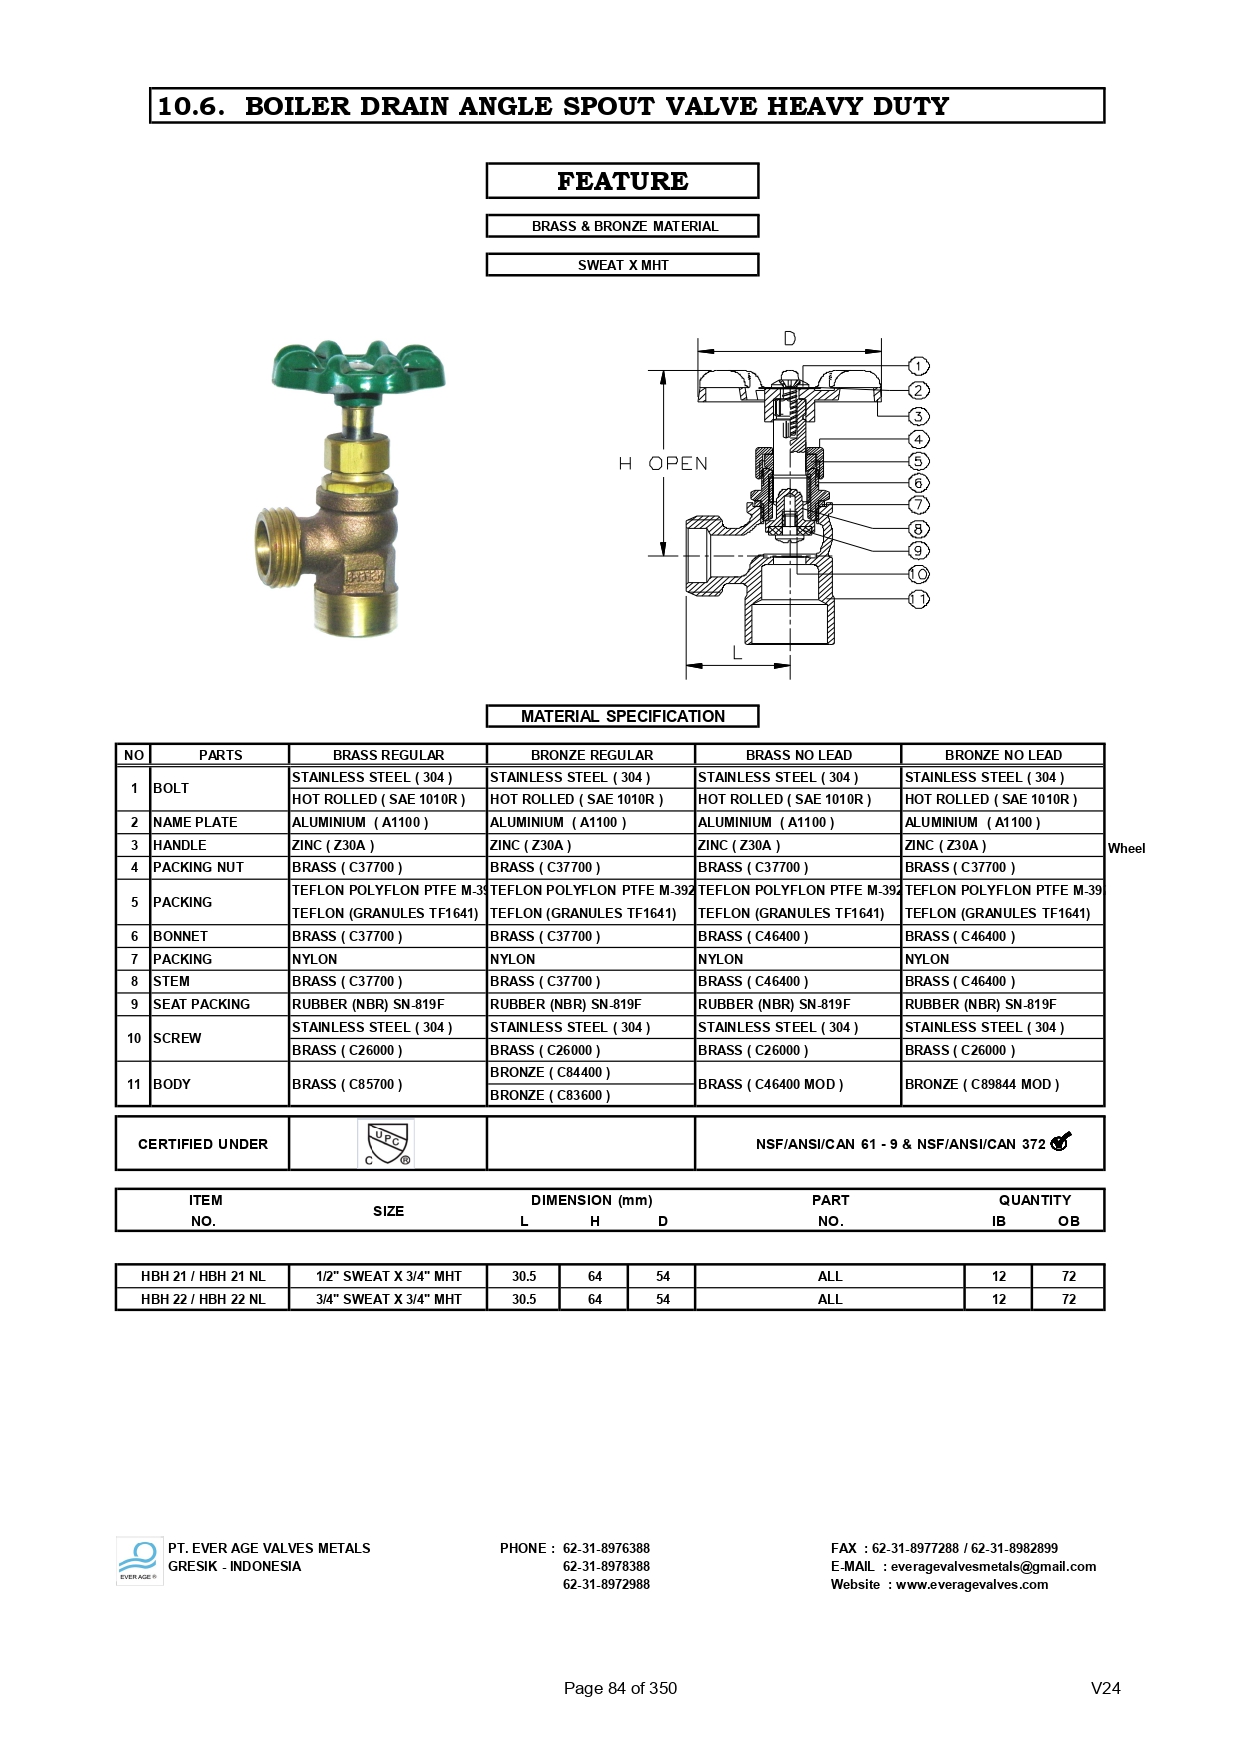 10.6.  BOILER DRAIN ANGLE SPOUT VALVE HEAVY DUTY
FEATURE
BRASS & BRONZE MATERIAL
SWEAT X MHT
D
H OPEN
L
1
2
3
4
5
6
7
8
9
10
11
MATERIAL SPECIFICATION
NO PARTS BRASS REGULAR BRONZE REGULAR BRASS NO LEAD BRONZE NO LEAD
1 BOLT STAINLESS STEEL ( 304 ) STAINLESS STEEL ( 304 ) STAINLESS STEEL ( 304 ) STAINLESS STEEL ( 304 )
HOT ROLLED ( SAE 1010R ) HOT ROLLED ( SAE 1010R ) HOT ROLLED ( SAE 1010R ) HOT ROLLED ( SAE 1010R )
2 NAME PLATE ALUMINIUM  ( A1100 ) ALUMINIUM  ( A1100 ) ALUMINIUM  ( A1100 ) ALUMINIUM  ( A1100 )
3 HANDLE ZINC ( Z30A ) ZINC ( Z30A ) ZINC ( Z30A ) ZINC ( Z30A ) Wheel
4 PACKING NUT BRASS ( C37700 ) BRASS ( C37700 ) BRASS ( C37700 ) BRASS ( C37700 )
5 PACKING TEFLON POLYFLON PTFE M-39 TEFLON POLYFLON PTFE M-392 TEFLON POLYFLON PTFE M-392 TEFLON POLYFLON PTFE M-39
TEFLON (GRANULES TF1641) TEFLON (GRANULES TF1641) TEFLON (GRANULES TF1641) TEFLON (GRANULES TF1641)
6 BONNET BRASS ( C37700 ) BRASS ( C37700 ) BRASS ( C46400 ) BRASS ( C46400 )
7 PACKING NYLON NYLON NYLON NYLON
8 STEM BRASS ( C37700 ) BRASS ( C37700 ) BRASS ( C46400 ) BRASS ( C46400 )
9 SEAT PACKING RUBBER (NBR) SN-819F RUBBER (NBR) SN-819F RUBBER (NBR) SN-819F RUBBER (NBR) SN-819F
10 SCREW STAINLESS STEEL ( 304 ) STAINLESS STEEL ( 304 ) STAINLESS STEEL ( 304 ) STAINLESS STEEL ( 304 )
BRASS ( C26000 ) BRASS ( C26000 ) BRASS ( C26000 ) BRASS ( C26000 )
11 BODY BRASS ( C85700 ) BRONZE ( C84400 ) BRASS ( C46400 MOD ) BRONZE ( C89844 MOD )
BRONZE ( C83600 )
CERTIFIED UNDER UPC C ® NSF/ANSI/CAN 61 - 9 & NSF/ANSI/CAN 372
ITEM NO. SIZE DIMENSION (mm) PART NO. QUANTITY
L H D IB OB
HBH 21 / HBH 21 NL 1/2" SWEAT X 3/4" MHT 30.5 64 54 ALL 12 72
HBH 22 / HBH 22 NL 3/4" SWEAT X 3/4" MHT 30.5 64 54 ALL 12 72
EVER AGE ®
PT. EVER AGE VALVES METALS PHONE : 62-31-8976388 FAX : 62-31-8977288 / 62-31-8982899
GRESIK - INDONESIA 62-31-8978388 E-MAIL : everagevalvesmetals@gmail.com
62-31-8972988 Website : www.everagevalves.com
Page 84 of 350 V24